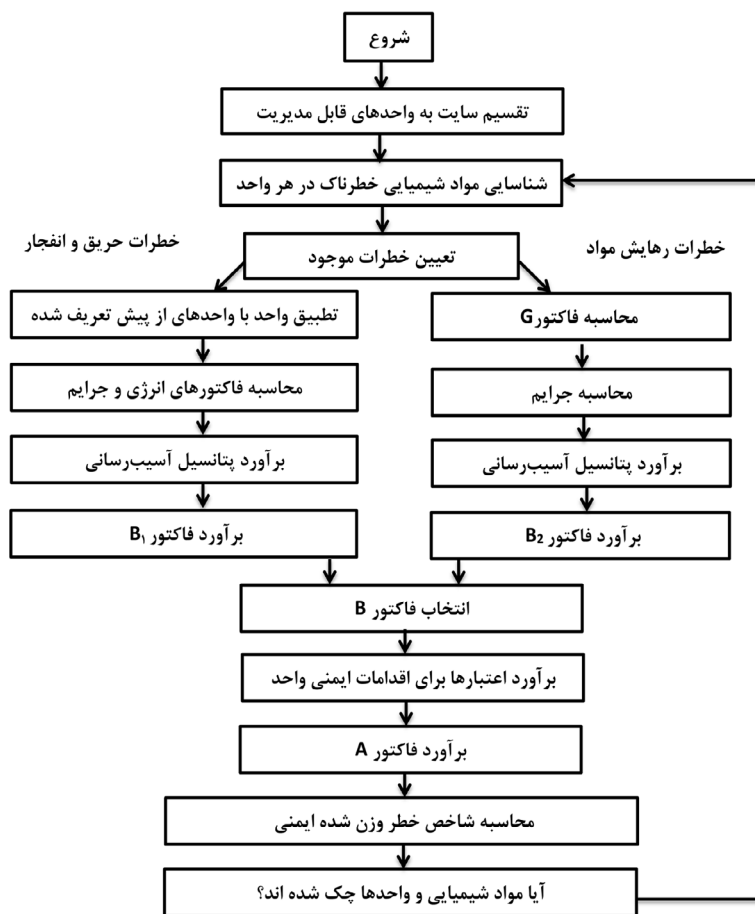 شروع
تقسیم سایت به واحدهای قابل مدیریت
شناسایی مواد شیمیایی خطرناک در هر واحد
خطرات رهایش مواد
خطرات حریق و انفجار
تعیین خطرات موجود
محاسبه فاکتور G
تطبیق واحد با واحدهای از پیش تعریف شده
محاسبه جرایم
محاسبه فاکتورهای انرژی و جرایم
برآورد پتانسیل آسیب‌رسانی
برآورد پتانسیل آسیب‌رسانی
برآورد فاکتور B₂
برآورد فاکتور B₁
انتخاب فاکتور B
برآورد اعتبارها برای اقدامات ایمنی واحد
برآورد فاکتور A
محاسبه شاخص خطر وزن شده ایمنی
آیا مواد شیمیایی و واحدها چک شده اند؟